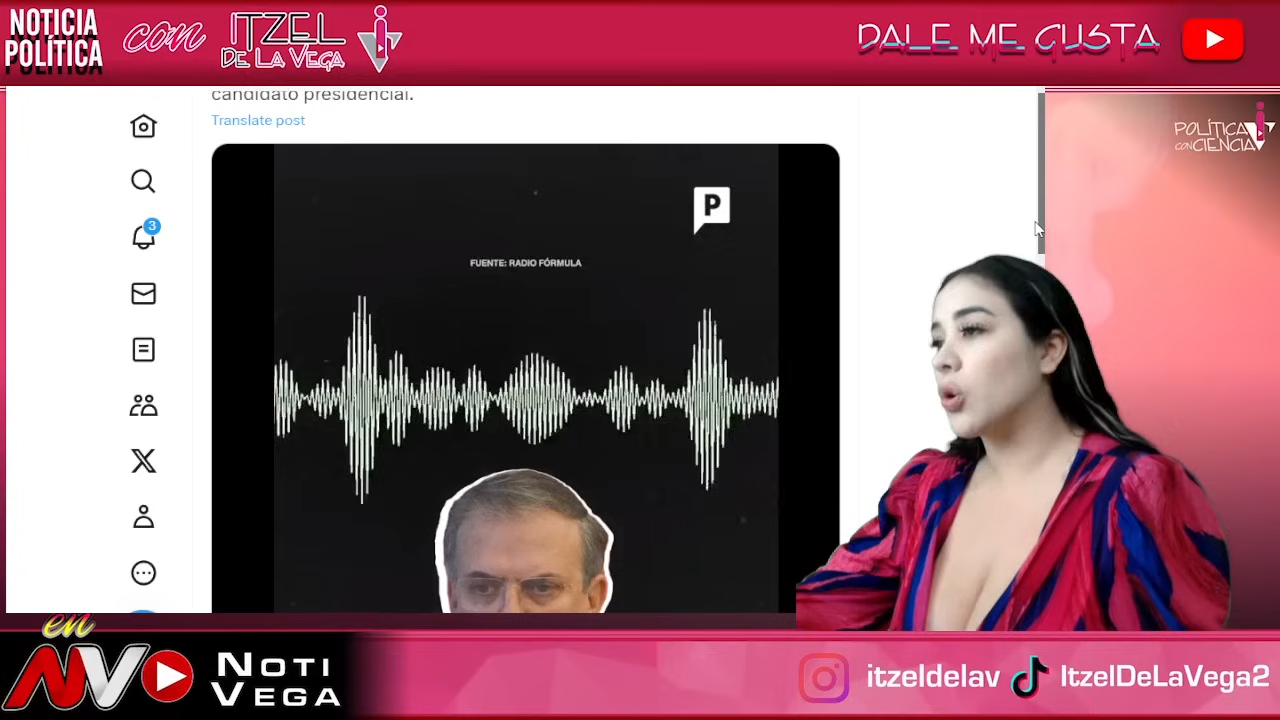 NOTICIA
POLÍTICA
con
ITZEL
DE LA VEGA
DALE ME GUSTA
candidato presidencial.
Translate post
POLÍTICA
CON CIENCIA
P
3
FUENTE: RADIO FÓRMULA
en
NV
NOTI
VEGA
itzeldelav
ItzelDeLaVega2